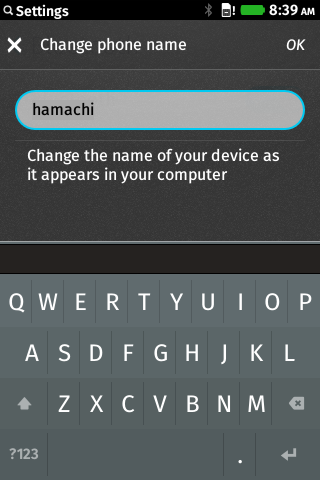 Settings 8:39 AM
Change phone name OK
hamachi
Change the name of your device as
it appears in your computer
Q W E R T Y U I O P
A S D F G H J K L
Z X C V B N M
?123 .